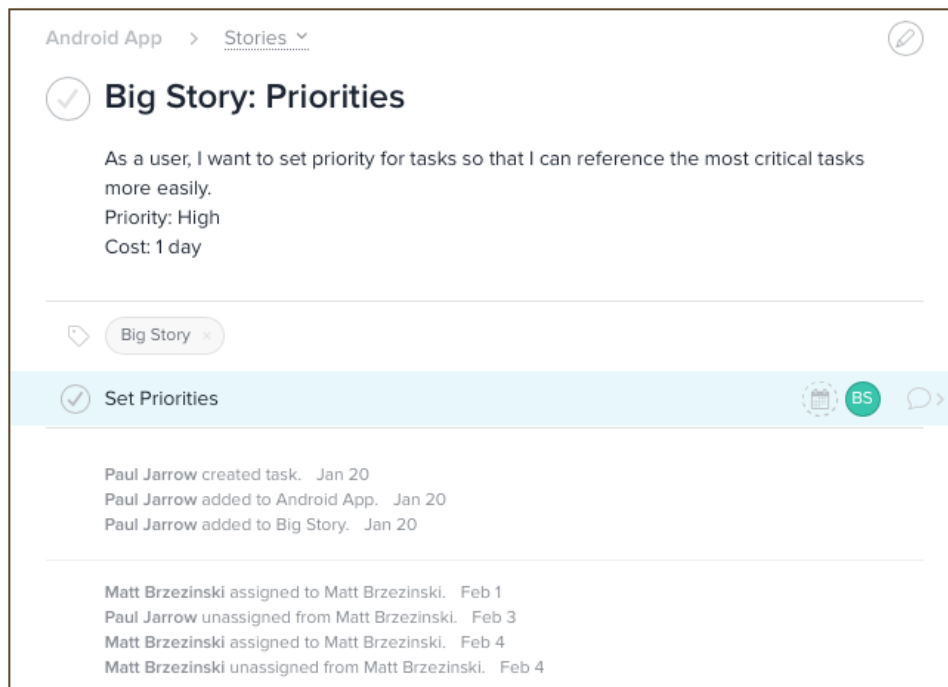 Android App > Stories
Big Story: Priorities
As a user, I want to set priority for tasks so that I can reference the most critical tasks
more easily.
Priority: High
Cost: 1 day
Big Story ×
Set Priorities BS
Paul Jarrow created task. Jan 20
Paul Jarrow added to Android App. Jan 20
Paul Jarrow added to Big Story. Jan 20
Matt Brzezinski assigned to Matt Brzezinski. Feb 1
Paul Jarrow unassigned from Matt Brzezinski. Feb 3
Matt Brzezinski assigned to Matt Brzezinski. Feb 4
Matt Brzezinski unassigned from Matt Brzezinski. Feb 4